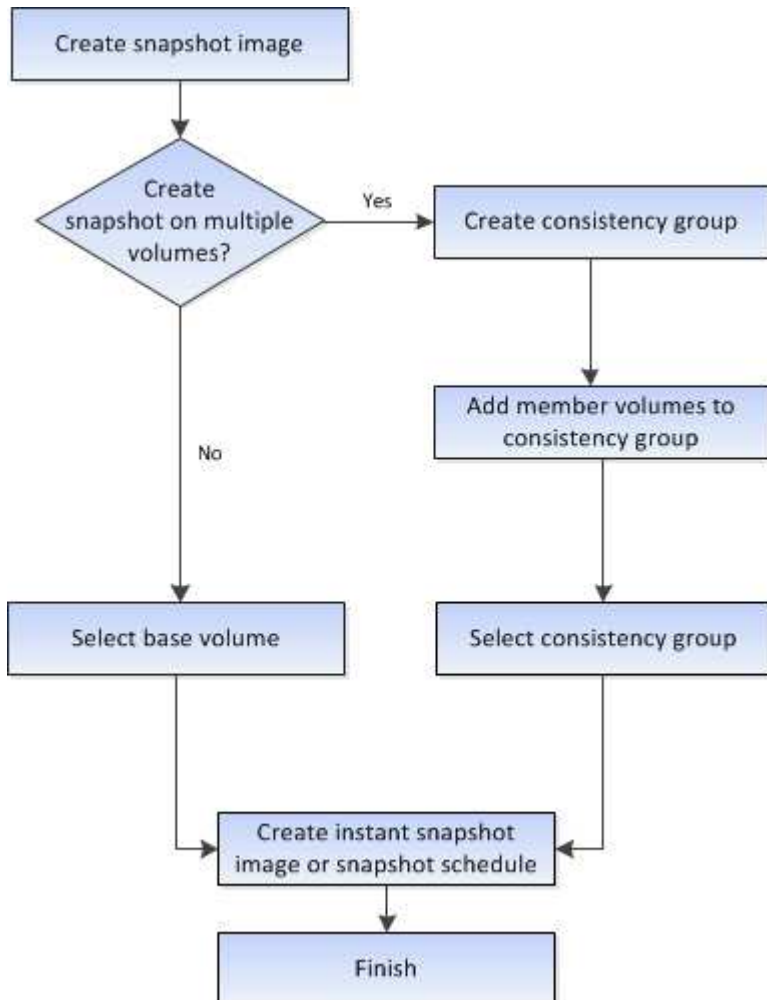 Create snapshot image
Create
snapshot on multiple
volumes?
Yes
Create consistency group
Add member volumes to
consistency group
No
Select base volume
Select consistency group
Create instant snapshot
image or snapshot schedule
Finish